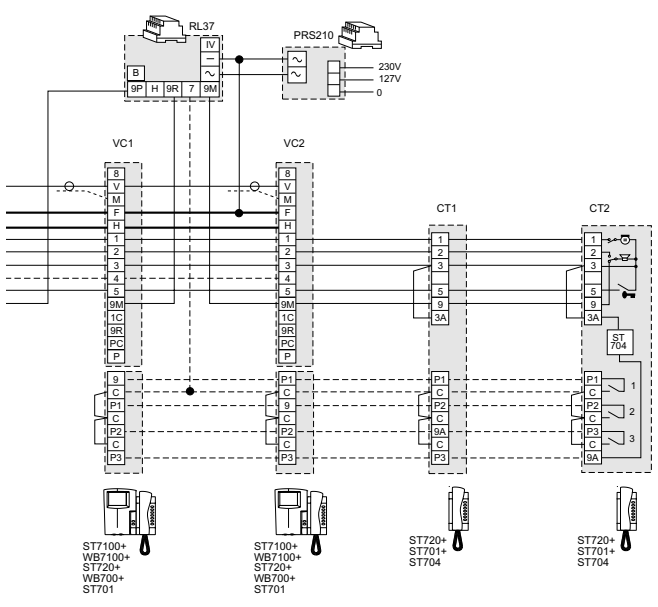 RL37
IV
–
~
B
9P H 9R 7 9M
PRS210
~
~
230V
127V
0
VC1
8
V
M
F
H
1
2
3
4
5
9M
1C
9R
PC
P
9
C
P1
C
P2
C
P3
ST7100+
WB7100+
ST720+
WB700+
ST701
VC2
8
V
M
F
H
1
2
3
4
5
9M
1C
9R
PC
P
P1
C
9
C
P2
C
P3
ST7100+
WB7100+
ST720+
WB700+
ST701
CT1
1
2
3
5
9
3A
P1
C
P2
C
9A
C
P3
ST720+
ST701+
ST704
CT2
1
2
3
5
9
3A
ST
704
P1
C
P2
C
P3
C
9A
1
2
3
ST720+
ST701+
ST704